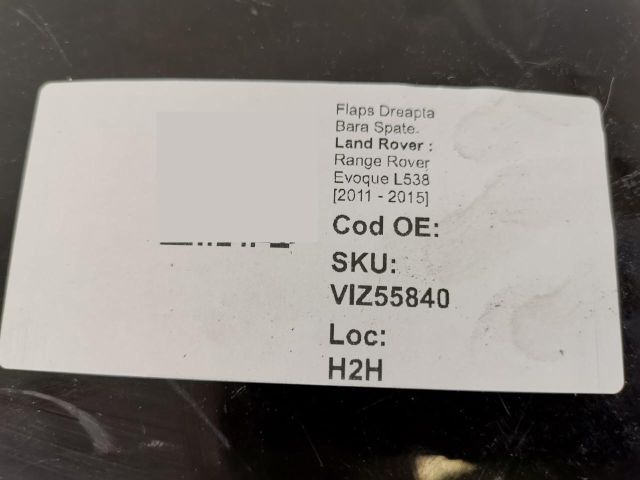 Flaps Dreapta
Bara Spate.
Land Rover :
Range Rover
Evoque L538
[2011 - 2015]
Cod OE:
SKU:
VIZ55840
Loc:
H2H